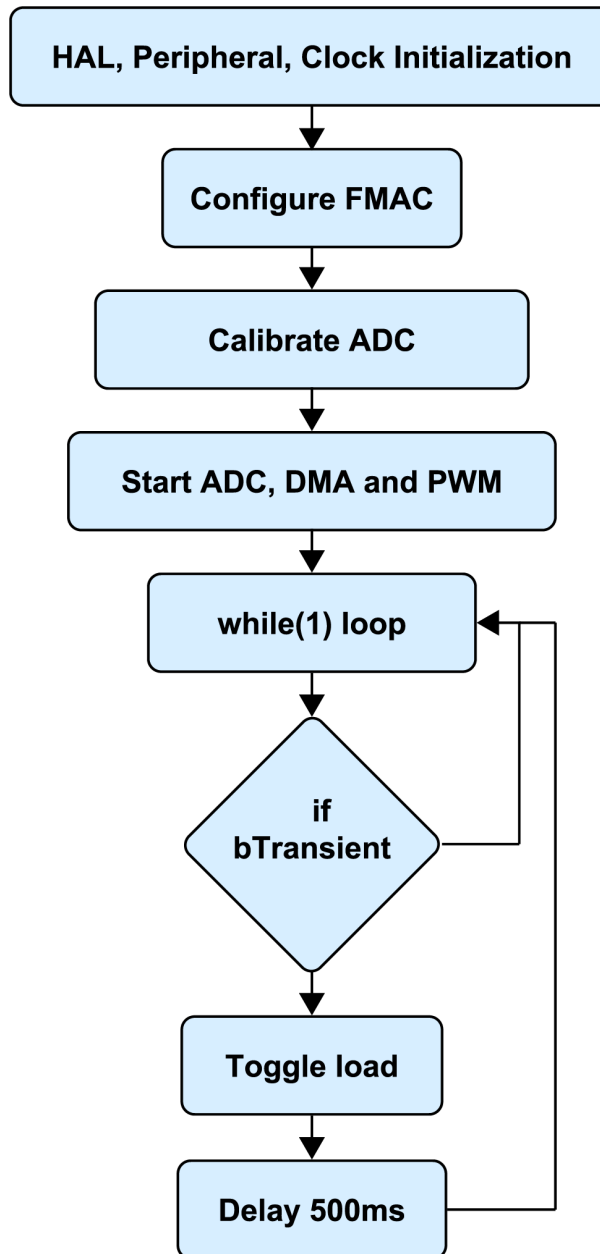 HAL, Peripheral, Clock Initialization
Configure FMAC
Calibrate ADC
Start ADC, DMA and PWM
while(1) loop
if
bTransient
Toggle load
Delay 500ms